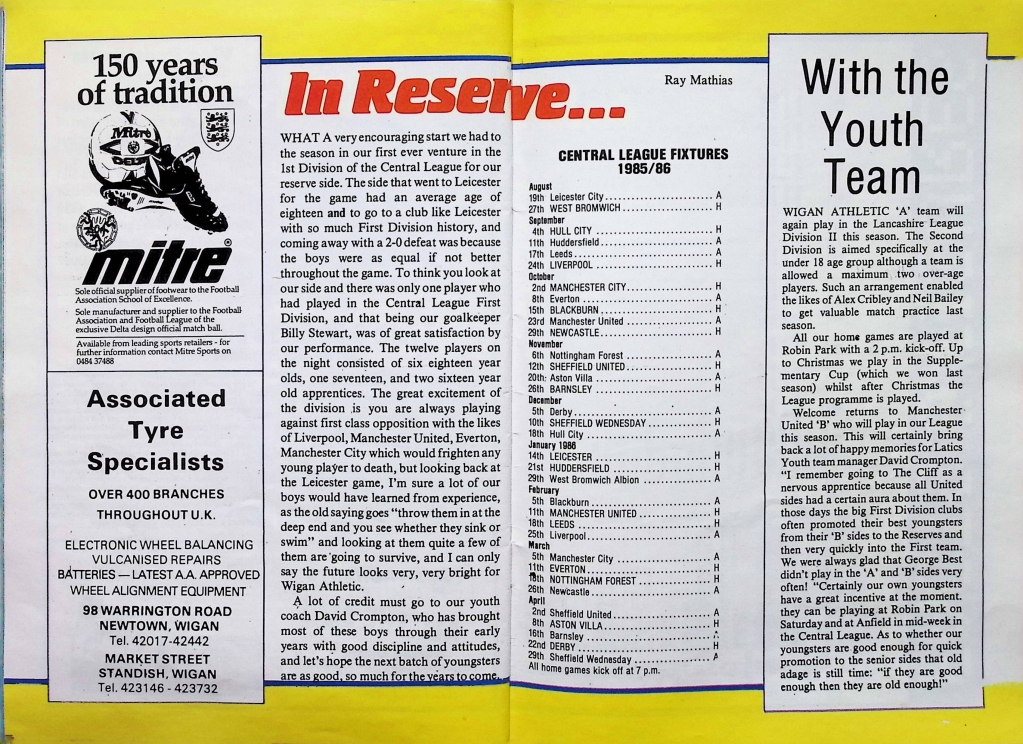 150 years
of tradition
Mitre
DELTA
mitre®
Sole official supplier of footwear to the Football
Association School of Excellence.
Sole manufacturer and supplier to the Football
Association and Football League of the
exclusive Delta design official match ball.
Available from leading sports retailers - for
further information contact Mitre Sports on
0484 37488
Associated
Tyre
Specialists
OVER 400 BRANCHES
THROUGHOUT U.K.
ELECTRONIC WHEEL BALANCING
VULCANISED REPAIRS
BATTERIES — LATEST A.A. APPROVED
WHEEL ALIGNMENT EQUIPMENT
98 WARRINGTON ROAD
NEWTOWN, WIGAN
Tel. 42017-42442
MARKET STREET
STANDISH, WIGAN
Tel. 423146 - 423732
In Reserve...
Ray Mathias
WHAT A very encouraging start we had to
the season in our first ever venture in the
1st Division of the Central League for our
reserve side. The side that went to Leicester
for the game had an average age of
eighteen and to go to a club like Leicester
with so much First Division history, and
coming away with a 2-0 defeat was because
the boys were as equal if not better
throughout the game. To think you look at
our side and there was only one player who
had played in the Central League First
Division, and that being our goalkeeper
Billy Stewart, was of great satisfaction by
our performance. The twelve players on
the night consisted of six eighteen year
olds, one seventeen, and two sixteen year
old apprentices. The great excitement of
the division is you are always playing
against first class opposition with the likes
of Liverpool, Manchester United, Everton,
Manchester City which would frighten any
young player to death, but looking back at
the Leicester game, I'm sure a lot of our
boys would have learned from experience,
as the old saying goes "throw them in at the
deep end and you see whether they sink or
swim" and looking at them quite a few of
them are going to survive, and I can only
say the future looks very, very bright for
Wigan Athletic.
A lot of credit must go to our youth
coach David Crompton, who has brought
most of these boys through their early
years with good discipline and attitudes,
and let's hope the next batch of youngsters
are as good, so much for the years to come.
CENTRAL LEAGUE FIXTURES
1985/86
August
19th Leicester City........................ A
27th WEST BROMWICH........................ H
September
4th HULL CITY ........................ H
11th Huddersfield........................ A
17th Leeds........................ A
24th LIVERPOOL ........................ H
October
2nd MANCHESTER CITY........................ H
8th Everton ........................ A
15th BLACKBURN ........................ H
23rd Manchester United ........................ A
29th NEWCASTLE........................ H
November
6th Nottingham Forest ........................ A
12th SHEFFIELD UNITED........................ H
20th Aston Villa ........................ A
26th BARNSLEY ........................ H
December
5th Derby ........................ A
10th SHEFFIELD WEDNESDAY ........................ H
18th Hull City ........................ A
January 1986
14th LEICESTER ........................ H
21st HUDDERSFIELD ........................ H
29th West Bromwich Albion ........................ A
February
5th Blackburn ........................ A
11th MANCHESTER UNITED ........................ H
18th LEEDS ........................ H
25th Liverpool........................ A
March
5th Manchester City ........................ A
11th EVERTON ........................ H
18th NOTTINGHAM FOREST ........................ H
26th Newcastle........................ A
April
2nd Sheffield United ........................ A
8th ASTON VILLA ........................ H
16th Barnsley ........................ A
22nd DERBY ........................ H
29th Sheffield Wednesday........................ A
All home games kick off at 7 p.m.
With the
Youth
Team
WIGAN ATHLETIC 'A' team will
again play in the Lancashire League
Division II this season. The Second
Division is aimed specifically at the
under 18 age group although a team is
allowed a maximum two over-age
players. Such an arrangement enabled
the likes of Alex Cribley and Neil Bailey
to get valuable match practice last
season.
All our home games are played at
Robin Park with a 2 p.m. kick-off. Up
to Christmas we play in the Supple-
mentary Cup (which we won last
season) whilst after Christmas the
League programme is played.
Welcome returns to Manchester
United 'B' who will play in our League
this season. This will certainly bring
back a lot of happy memories for Latics
Youth team manager David Crompton.
"I remember going to The Cliff as a
nervous apprentice because all United
sides had a certain aura about them. In
those days the big First Division clubs
often promoted their best youngsters
from their 'B' sides to the Reserves and
then very quickly into the First team.
We were always glad that George Best
didn't play in the 'A' and 'B' sides very
often! "Certainly our own youngsters
have a great incentive at the moment.
they can be playing at Robin Park on
Saturday and at Anfield in mid-week in
the Central League. As to whether our
youngsters are good enough for quick
promotion to the senior sides that old
adage is still time: "if they are good
enough then they are old enough!"